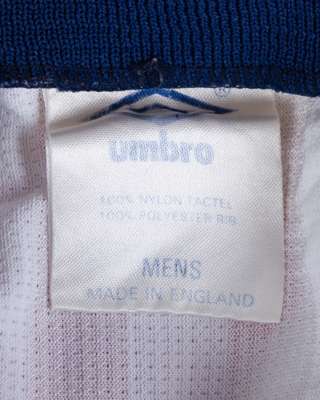 ®
umbro
100% NYLON TACTEL
100% POLYESTER RIB
MENS
MADE IN ENGLAND